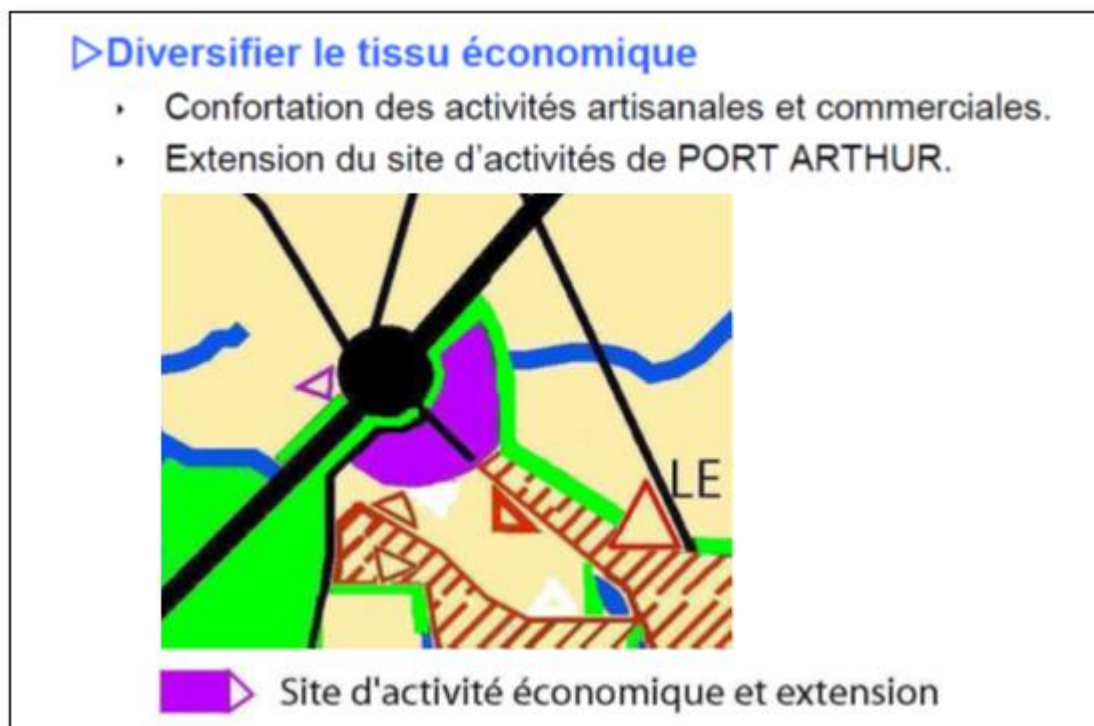 Diversifier le tissu économique
Confortation des activités artisanales et commerciales.
Extension du site d'activités de PORT ARTHUR.
LE
Site d'activité économique et extension